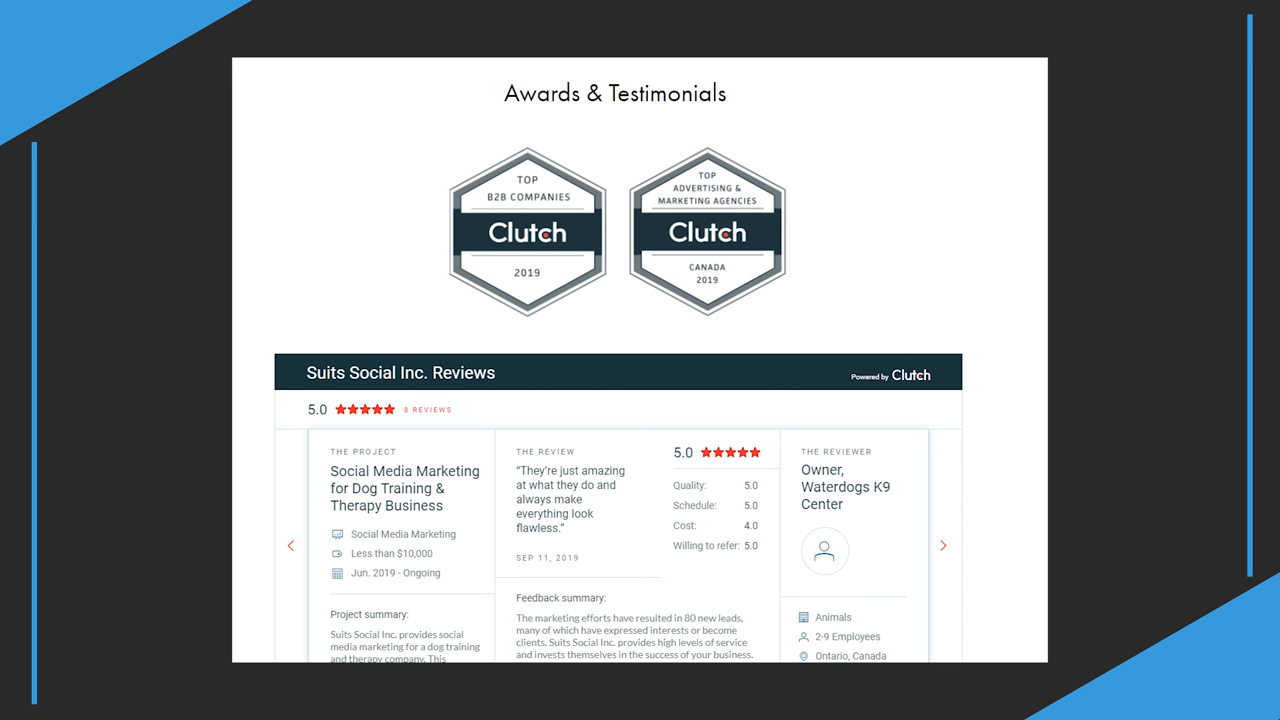 Awards & Testimonials
TOP
B2B COMPANIES
Clutch
2019
TOP
ADVERTISING &
MARKETING AGENCIES
Clutch
CANADA
2019
Suits Social Inc. Reviews
Powered by Clutch
5.0
8 REVIEWS
THE PROJECT
Social Media Marketing
for Dog Training &
Therapy Business
Social Media Marketing
Less than $10,000
Jun. 2019 - Ongoing
Project summary:
Suits Social Inc. provides social
media marketing for a dog training
and therapy company. This
THE REVIEW
“They’re just amazing
at what they do and
always make
everything look
flawless.”
SEP 11, 2019
5.0
Quality: 5.0
Schedule: 5.0
Cost: 4.0
Willing to refer: 5.0
Feedback summary:
The marketing efforts have resulted in 80 new leads,
many of which have expressed interests or become
clients. Suits Social Inc. provides high levels of service
and invests themselves in the success of your business.
THE REVIEWER
Owner,
Waterdogs K9
Center
Animals
2-9 Employees
Ontario, Canada